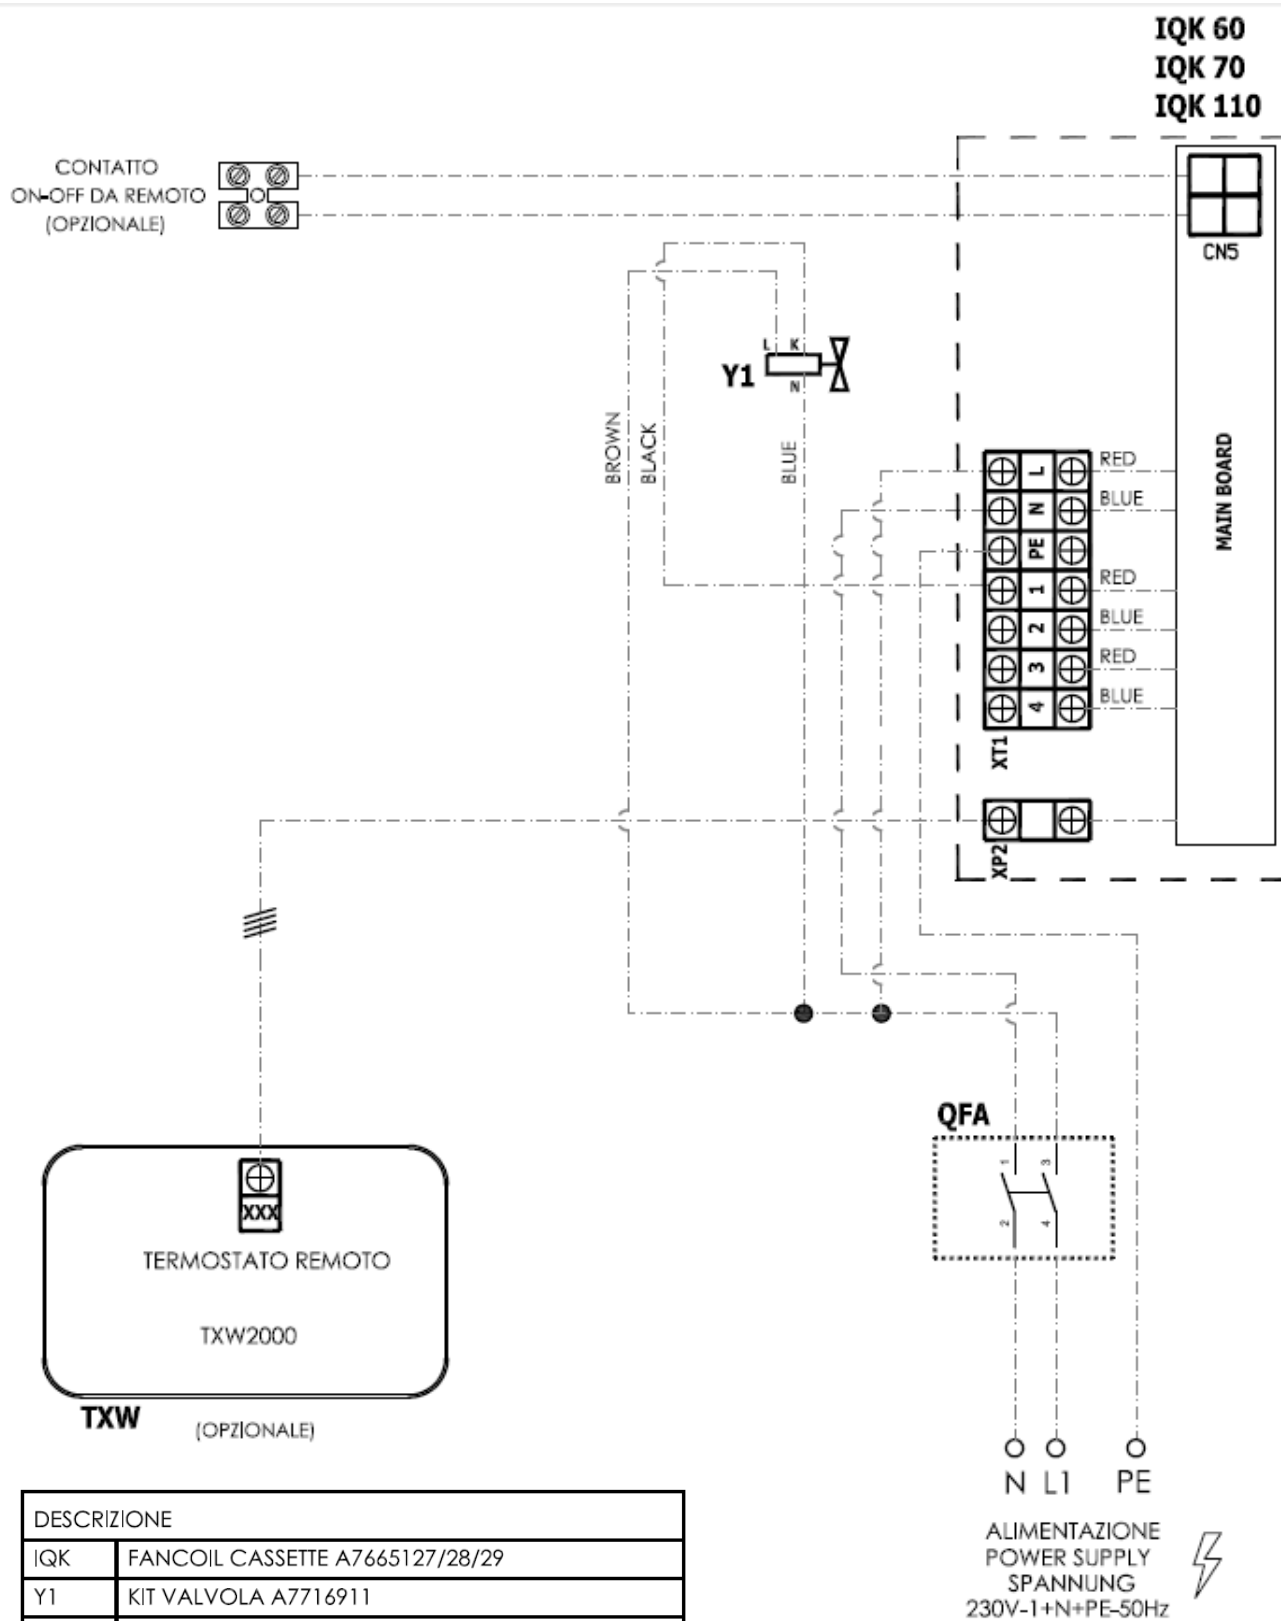 IQK 60
IQK 70
IQK 110
CONTATTO
ON-OFF DA REMOTO
(OPZIONALE)
CN5
L K
Y1
N
BROWN
BLACK
BLUE
MAIN BOARD
L RED
N BLUE
PE
1 RED
2 BLUE
3 RED
4 BLUE
XT1
XP2
QFA
1 3
2 4
XXX
TERMOSTATO REMOTO
TXW2000
TXW
(OPZIONALE)
N L1 PE
ALIMENTAZIONE
POWER SUPPLY
SPANNUNG
230V-1+N+PE-50Hz
DESCRIZIONE
IQK FANCOIL CASSETTE A7665127/28/29
Y1 KIT VALVOLA A7716911